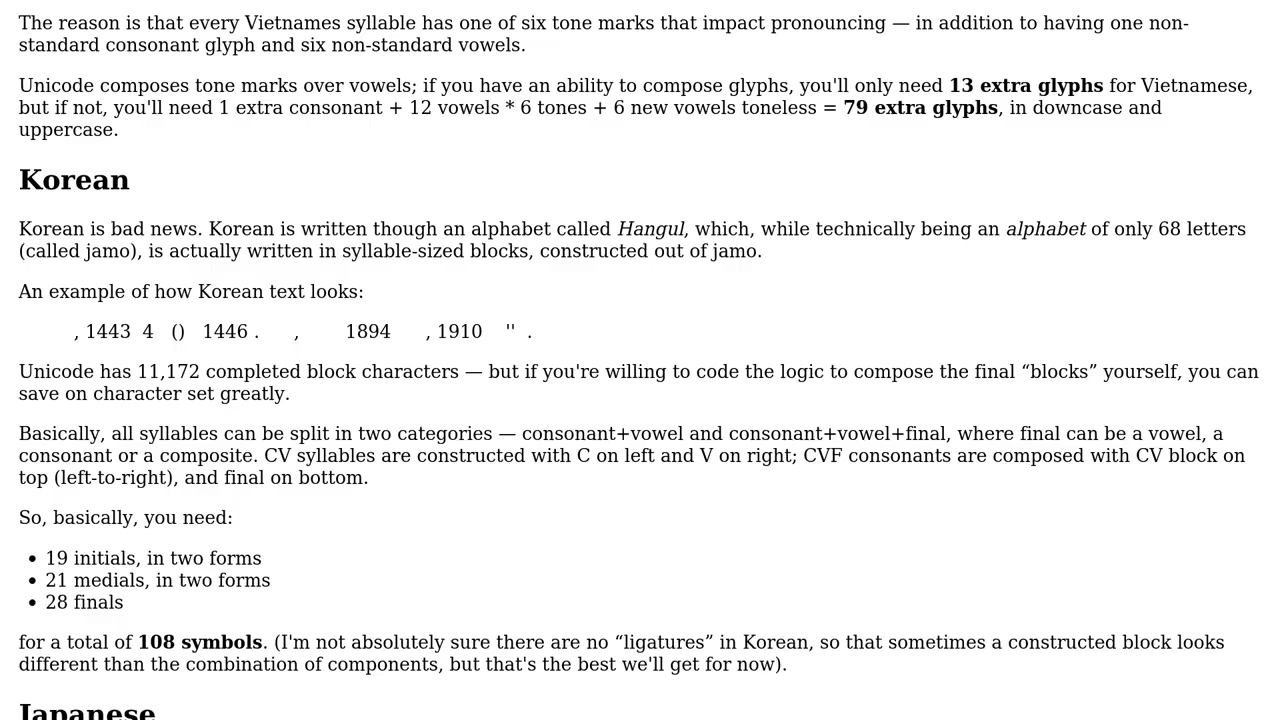 The reason is that every Vietnames syllable has one of six tone marks that impact pronouncing — in addition to having one non-
standard consonant glyph and six non-standard vowels.
Unicode composes tone marks over vowels; if you have an ability to compose glyphs, you'll only need 13 extra glyphs for Vietnamese,
but if not, you'll need 1 extra consonant + 12 vowels * 6 tones + 6 new vowels toneless = 79 extra glyphs, in downcase and
uppercase.
Korean
Korean is bad news. Korean is written though an alphabet called Hangul, which, while technically being an alphabet of only 68 letters
(called jamo), is actually written in syllable-sized blocks, constructed out of jamo.
An example of how Korean text looks:
, 1443 4 () 1446 . , 1894 , 1910 '' .
Unicode has 11,172 completed block characters — but if you're willing to code the logic to compose the final “blocks” yourself, you can
save on character set greatly.
Basically, all syllables can be split in two categories — consonant+vowel and consonant+vowel+final, where final can be a vowel, a
consonant or a composite. CV syllables are constructed with C on left and V on right; CVF consonants are composed with CV block on
top (left-to-right), and final on bottom.
So, basically, you need:
• 19 initials, in two forms
• 21 medials, in two forms
• 28 finals
for a total of 108 symbols. (I'm not absolutely sure there are no “ligatures” in Korean, so that sometimes a constructed block looks
different than the combination of components, but that's the best we'll get for now).
Japanese